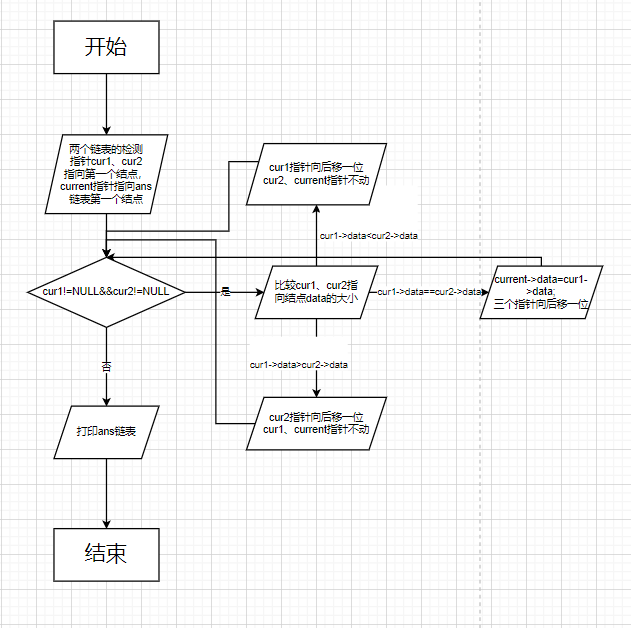 开始
两个链表的检测
指针cur1、cur2
指向第一个结点,
current指针指向ans
链表第一个结点
cur1指针向后移一位
cur2、current指针不动
cur1->data<cur2->data
cur1!=NULL&&cur2!=NULL
是
比较cur1、cur2指
向结点data的大小
cur1->data==cur2->data
current->data=cur1-
>data;
三个指针向后移一位
否
cur1->data>cur2->data
cur2指针向后移一位
cur1、current指针不动
打印ans链表
结束